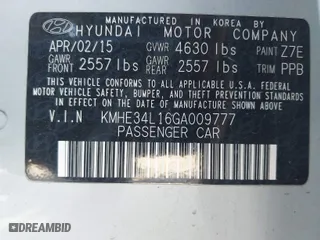 MANUFACTURED IN KOREA BY
HYUNDAI MOTOR COMPANY
APR/02/15 GVWR 4630 lbs PAINT Z7E
GAWR FRONT 2557 lbs GAWR REAR 2557 lbs TRIM PPB
THIS VEHICLE CONFORMS TO ALL APPLICABLE U.S.A. FEDERAL
MOTOR VEHICLE SAFETY, BUMPER, AND THEFT PREVENTION
STANDARDS IN EFFECT ON THE DATE OF MANUFACTURE SHOWN ABOVE.
V.I.N KMHE34L16GA009777
PASSENGER CAR
DREAMBID